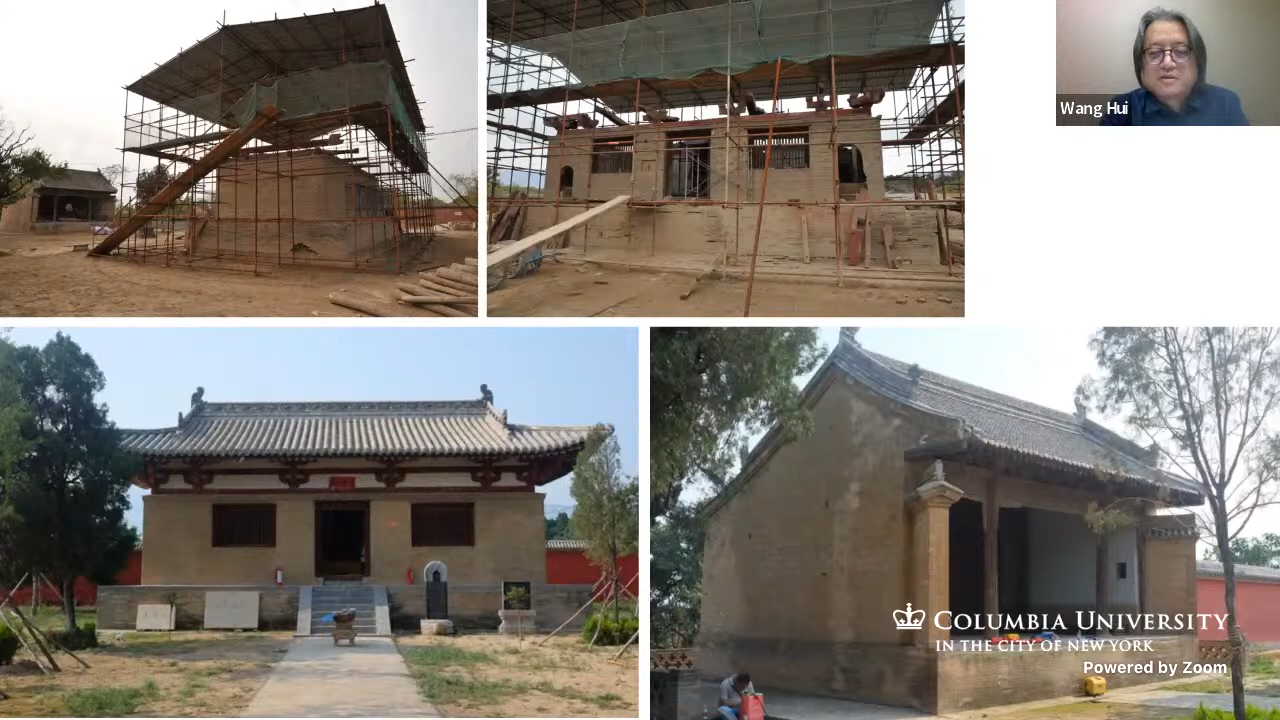 Wang Hui
COLUMBIA UNIVERSITY
IN THE CITY OF NEW YORK
Powered by Zoom